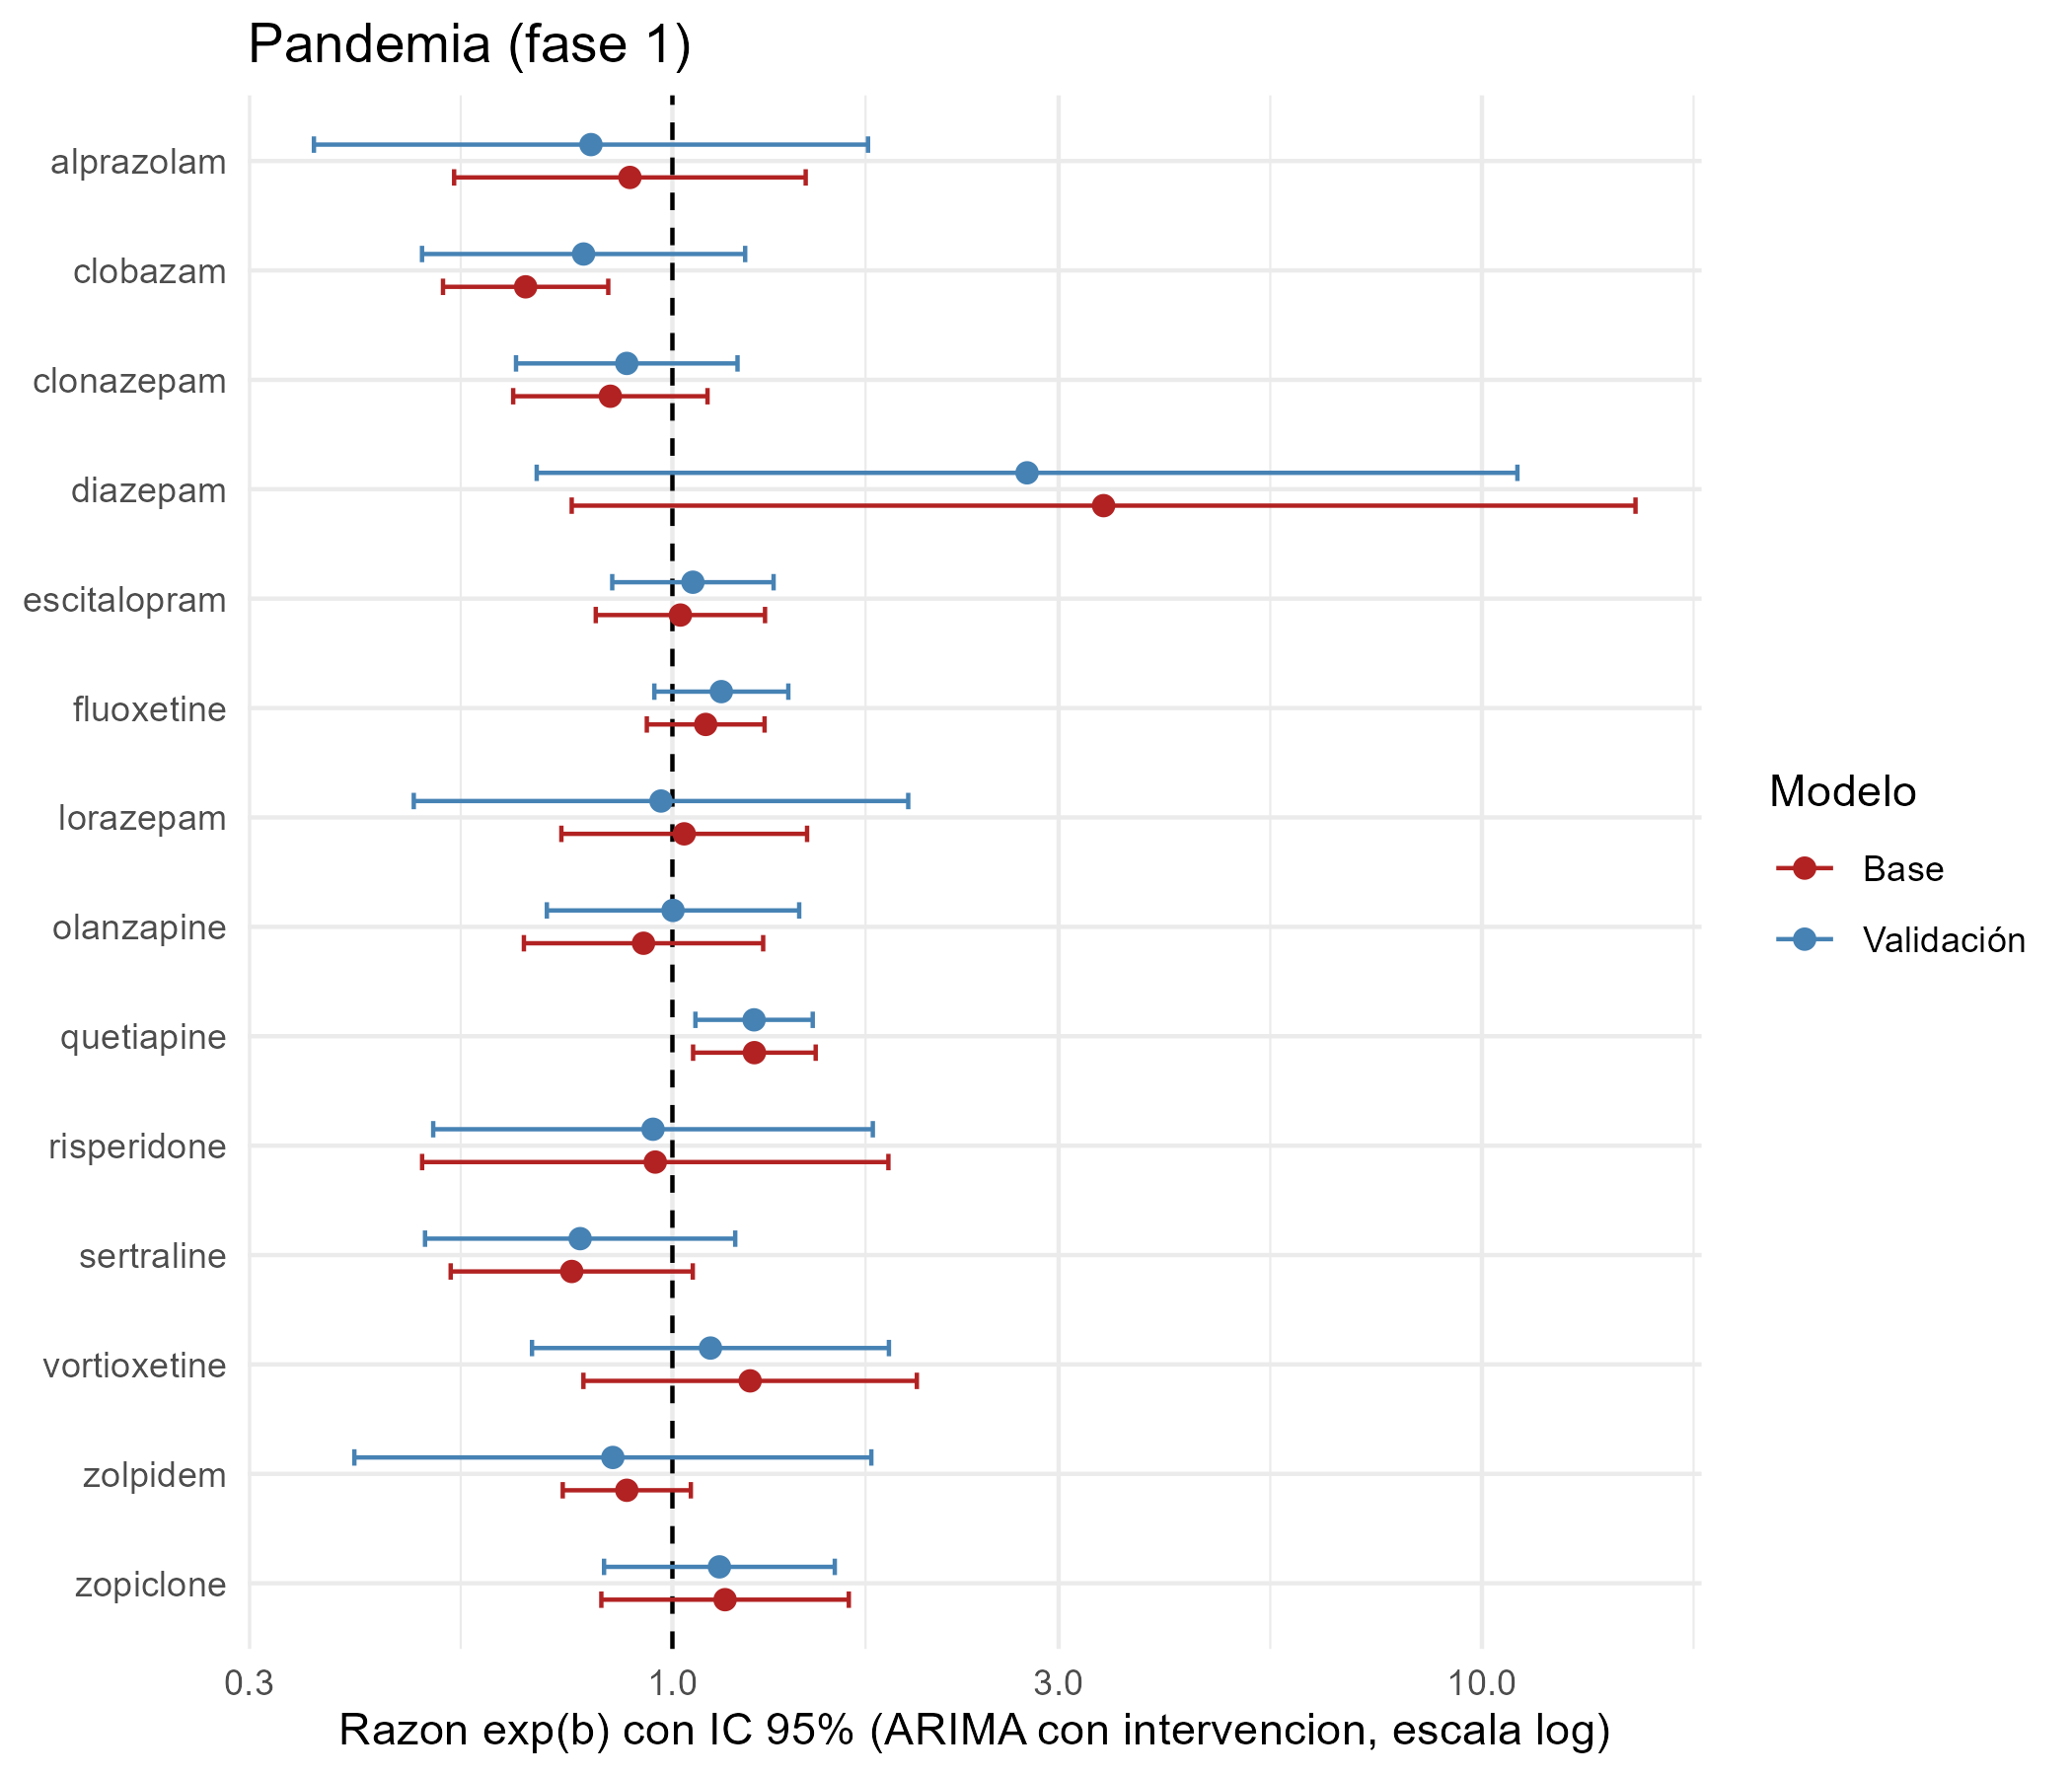 Pandemia (fase 1)
alprazolam
clobazam
clonazepam
diazepam
escitalopram
fluoxetine
lorazepam
olanzapine
quetiapine
risperidone
sertraline
vortioxetine
zolpidem
zopiclone
0.3 1.0 3.0 10.0
Razon exp(b) con IC 95% (ARIMA con intervencion, escala log)
Modelo
Base
Validación